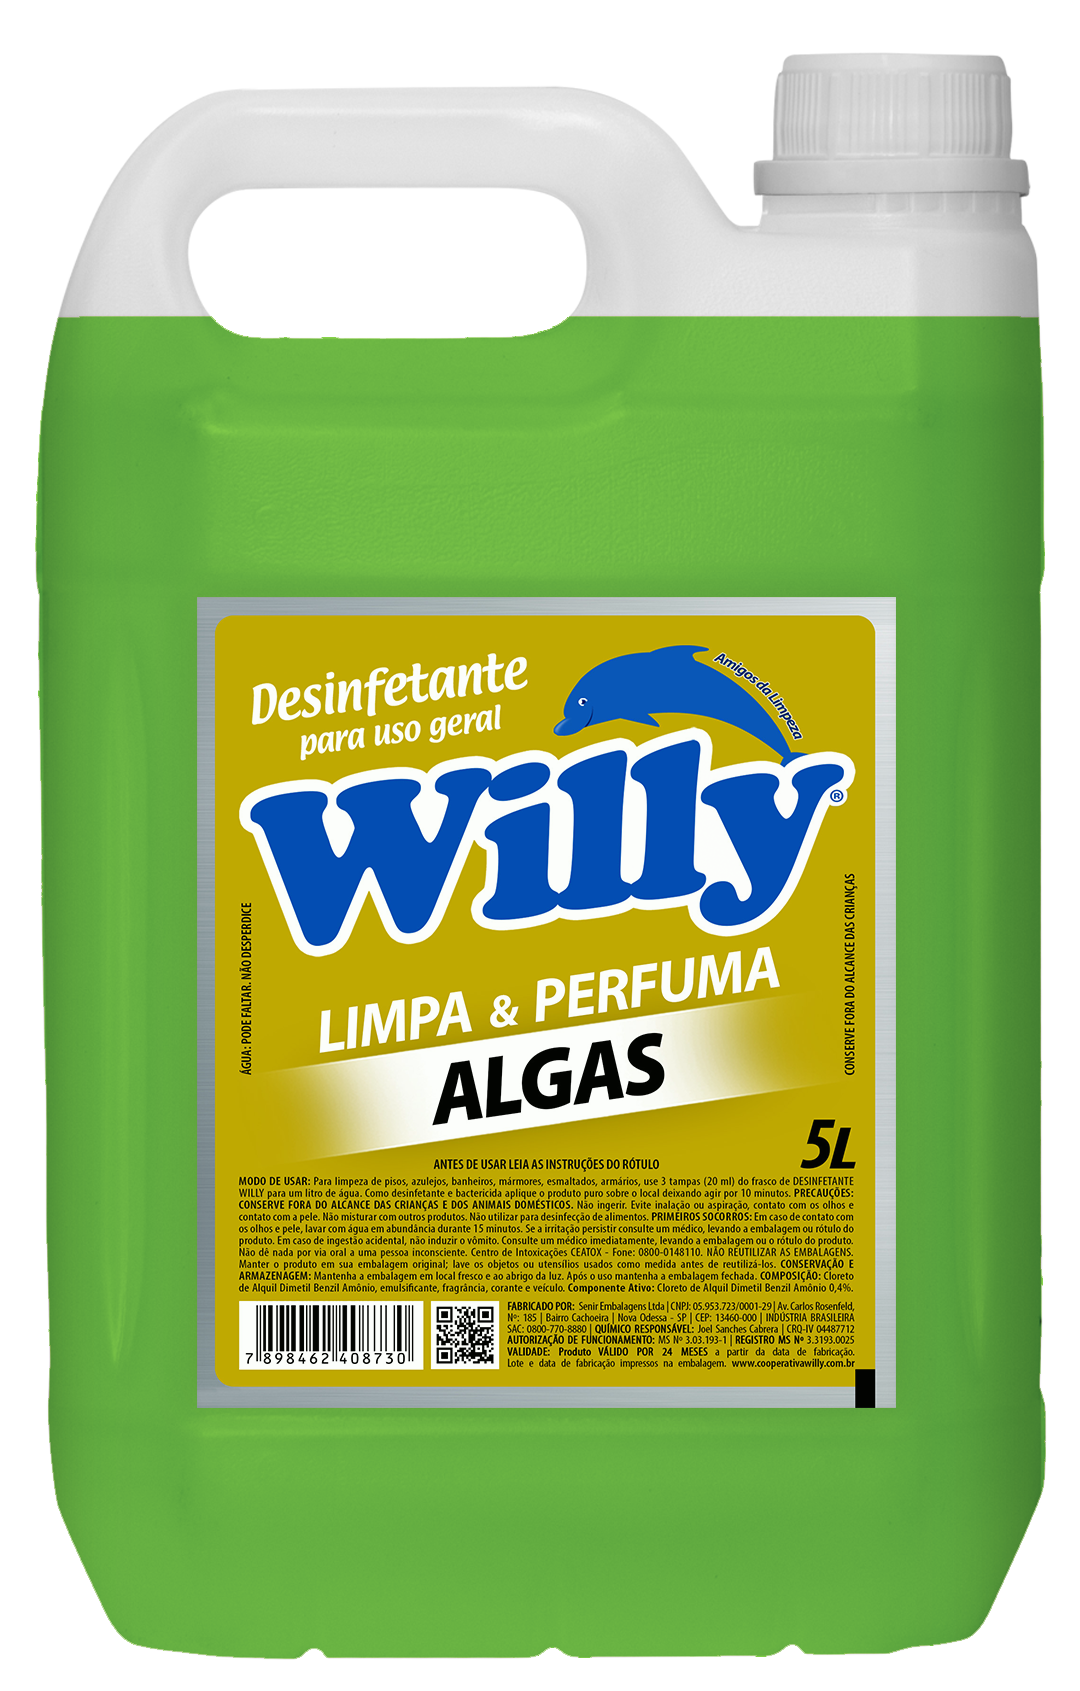 Desinfetante
para uso geral
Amigos da Limpeza
Willy®
LIMPA & PERFUMA
ALGAS
ÁGUA: PODE FALTAR. NÃO DESPERDICE
CONSERVE FORA DO ALCANCE DAS CRIANÇAS
5L
ANTES DE USAR LEIA AS INSTRUÇÕES DO RÓTULO
MODO DE USAR: Para limpeza de pisos, azulejos, banheiros, mármores, esmaltados, armários, use 3 tampas (20 ml) do frasco de DESINFETANTE
WILLY para um litro de água. Como desinfetante e bactericida aplique o produto puro sobre o local deixando agir por 10 minutos. PRECAUÇÕES:
CONSERVE FORA DO ALCANCE DAS CRIANÇAS E DOS ANIMAIS DOMÉSTICOS. Não ingerir. Evite inalação ou aspiração, contato com os olhos e
contato com a pele. Não misturar com outros produtos. Não utilizar para desinfecção de alimentos. PRIMEIROS SOCORROS: Em caso de contato com
os olhos e pele, lavar com água em abundância durante 15 minutos. Se a irritação persistir consulte um médico, levando a embalagem ou rótulo do
produto. Em caso de ingestão acidental, não induzir o vômito. Consulte um médico imediatamente, levando a embalagem ou o rótulo do produto.
Não dê nada por via oral a uma pessoa inconsciente. Centro de Intoxicações CEATOX - Fone: 0800-0148110. NÃO REUTILIZAR AS EMBALAGENS.
Manter o produto em sua embalagem original; lave os objetos ou utensílios usados como medida antes de reutilizá-los. CONSERVAÇÃO E
ARMAZENAGEM: Mantenha a embalagem em local fresco e ao abrigo da luz. Após o uso mantenha a embalagem fechada. COMPOSIÇÃO: Cloreto
de Alquil Dimetil Benzil Amônio, emulsificante, fragrância, corante e veículo. Componente Ativo: Cloreto de Alquil Dimetil Benzil Amônio 0,4%.
7 898462 408730
FABRICADO POR: Senir Embalagens Ltda | CNPJ: 05.953.723/0001-29 | Av. Carlos Rosenfeld,
Nº: 185 | Bairro Cachoeira | Nova Odessa - SP | CEP: 13460-000 | INDÚSTRIA BRASILEIRA
SAC: 0800-770-8880 | QUÍMICO RESPONSÁVEL: Joel Sanches Cabrera | CRQ-IV 04487712
AUTORIZAÇÃO DE FUNCIONAMENTO: MS Nº 3.03.193-1 | REGISTRO MS Nº 3.3193.0025
VALIDADE: Produto VÁLIDO POR 24 MESES a partir da data de fabricação.
Lote e data de fabricação impressos na embalagem. www.cooperativawilly.com.br